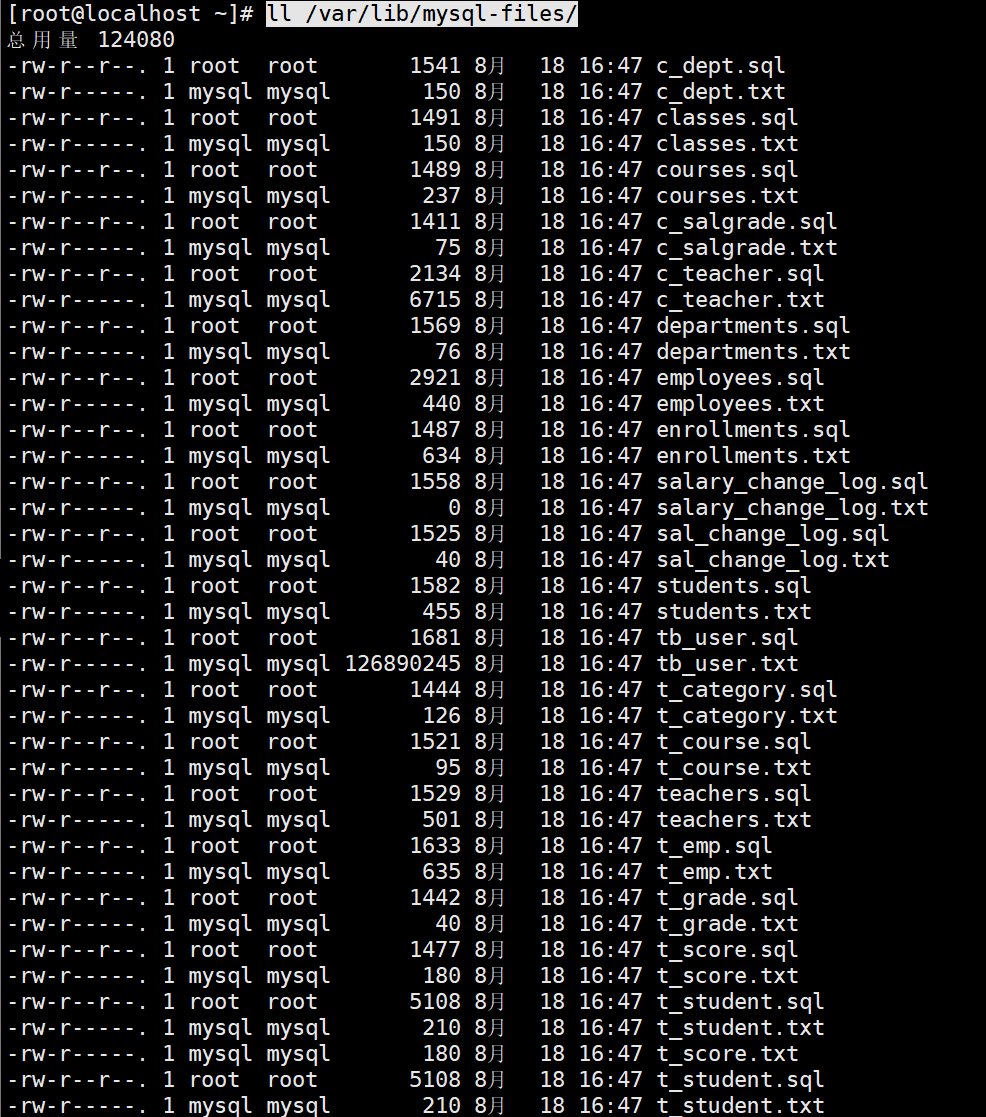 [root@localhost ~]# ll /var/lib/mysql-files/
总用量 124080
-rw-r--r--. 1 root  root       1541 8月   18 16:47 c_dept.sql
-rw-r-----. 1 mysql mysql       150 8月   18 16:47 c_dept.txt
-rw-r--r--. 1 root  root       1491 8月   18 16:47 classes.sql
-rw-r-----. 1 mysql mysql       150 8月   18 16:47 classes.txt
-rw-r--r--. 1 root  root       1489 8月   18 16:47 courses.sql
-rw-r-----. 1 mysql mysql       237 8月   18 16:47 courses.txt
-rw-r--r--. 1 root  root       1411 8月   18 16:47 c_salgrade.sql
-rw-r-----. 1 mysql mysql        75 8月   18 16:47 c_salgrade.txt
-rw-r--r--. 1 root  root       2134 8月   18 16:47 c_teacher.sql
-rw-r-----. 1 mysql mysql      6715 8月   18 16:47 c_teacher.txt
-rw-r--r--. 1 root  root       1569 8月   18 16:47 departments.sql
-rw-r-----. 1 mysql mysql        76 8月   18 16:47 departments.txt
-rw-r--r--. 1 root  root       2921 8月   18 16:47 employees.sql
-rw-r-----. 1 mysql mysql       440 8月   18 16:47 employees.txt
-rw-r--r--. 1 root  root       1487 8月   18 16:47 enrollments.sql
-rw-r-----. 1 mysql mysql       634 8月   18 16:47 enrollments.txt
-rw-r--r--. 1 root  root       1558 8月   18 16:47 salary_change_log.sql
-rw-r-----. 1 mysql mysql         0 8月   18 16:47 salary_change_log.txt
-rw-r--r--. 1 root  root       1525 8月   18 16:47 sal_change_log.sql
-rw-r-----. 1 mysql mysql        40 8月   18 16:47 sal_change_log.txt
-rw-r--r--. 1 root  root       1582 8月   18 16:47 students.sql
-rw-r-----. 1 mysql mysql       455 8月   18 16:47 students.txt
-rw-r--r--. 1 root  root       1681 8月   18 16:47 tb_user.sql
-rw-r-----. 1 mysql mysql 126890245 8月   18 16:47 tb_user.txt
-rw-r--r--. 1 root  root       1444 8月   18 16:47 t_category.sql
-rw-r-----. 1 mysql mysql       126 8月   18 16:47 t_category.txt
-rw-r--r--. 1 root  root       1521 8月   18 16:47 t_course.sql
-rw-r-----. 1 mysql mysql        95 8月   18 16:47 t_course.txt
-rw-r--r--. 1 root  root       1529 8月   18 16:47 teachers.sql
-rw-r-----. 1 mysql mysql       501 8月   18 16:47 teachers.txt
-rw-r--r--. 1 root  root       1633 8月   18 16:47 t_emp.sql
-rw-r-----. 1 mysql mysql       635 8月   18 16:47 t_emp.txt
-rw-r--r--. 1 root  root       1442 8月   18 16:47 t_grade.sql
-rw-r-----. 1 mysql mysql        40 8月   18 16:47 t_grade.txt
-rw-r--r--. 1 root  root       1477 8月   18 16:47 t_score.sql
-rw-r-----. 1 mysql mysql       180 8月   18 16:47 t_score.txt
-rw-r--r--. 1 root  root       5108 8月   18 16:47 t_student.sql
-rw-r-----. 1 mysql mysql       210 8月   18 16:47 t_student.txt
-rw-r-----. 1 mysql mysql       180 8月   18 16:47 t_score.txt
-rw-r--r--. 1 root  root       5108 8月   18 16:47 t_student.sql
-rw-r-----. 1 mysql mysql       210 8月   18 16:47 t_student.txt